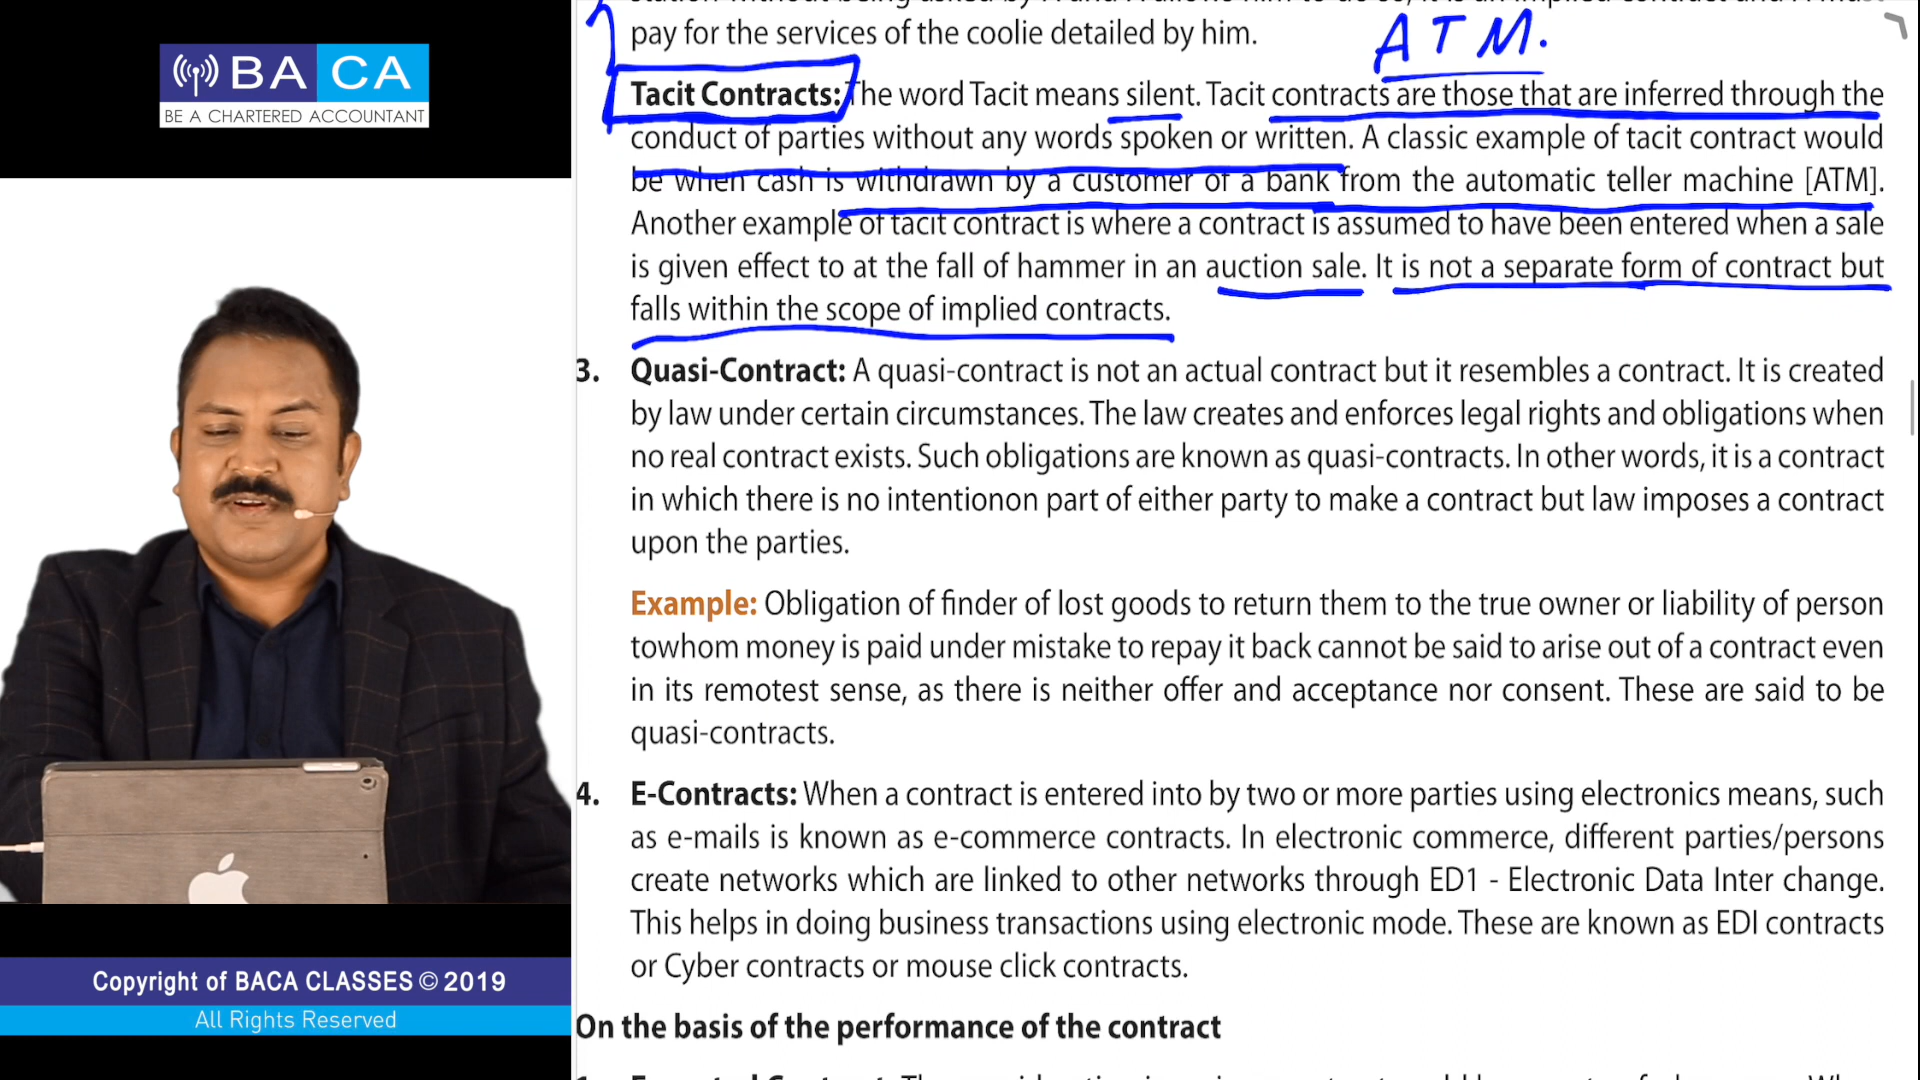 BA CA
BE A CHARTERED ACCOUNTANT
pay for the services of the coolie detailed by him.
ATM.
Tacit Contracts: The word Tacit means silent. Tacit contracts are those that are inferred through the
conduct of parties without any words spoken or written. A classic example of tacit contract would
be when cash is withdrawn by a customer of a bank from the automatic teller machine [ATM].
Another example of tacit contract is where a contract is assumed to have been entered when a sale
is given effect to at the fall of hammer in an auction sale. It is not a separate form of contract but
falls within the scope of implied contracts.
3. Quasi-Contract: A quasi-contract is not an actual contract but it resembles a contract. It is created
by law under certain circumstances. The law creates and enforces legal rights and obligations when
no real contract exists. Such obligations are known as quasi-contracts. In other words, it is a contract
in which there is no intentionon part of either party to make a contract but law imposes a contract
upon the parties.
Example: Obligation of finder of lost goods to return them to the true owner or liability of person
towhom money is paid under mistake to repay it back cannot be said to arise out of a contract even
in its remotest sense, as there is neither offer and acceptance nor consent. These are said to be
quasi-contracts.
4. E-Contracts: When a contract is entered into by two or more parties using electronics means, such
as e-mails is known as e-commerce contracts. In electronic commerce, different parties/persons
create networks which are linked to other networks through ED1 - Electronic Data Inter change.
This helps in doing business transactions using electronic mode. These are known as EDI contracts
or Cyber contracts or mouse click contracts.
On the basis of the performance of the contract
Copyright of BACA CLASSES © 2019
All Rights Reserved